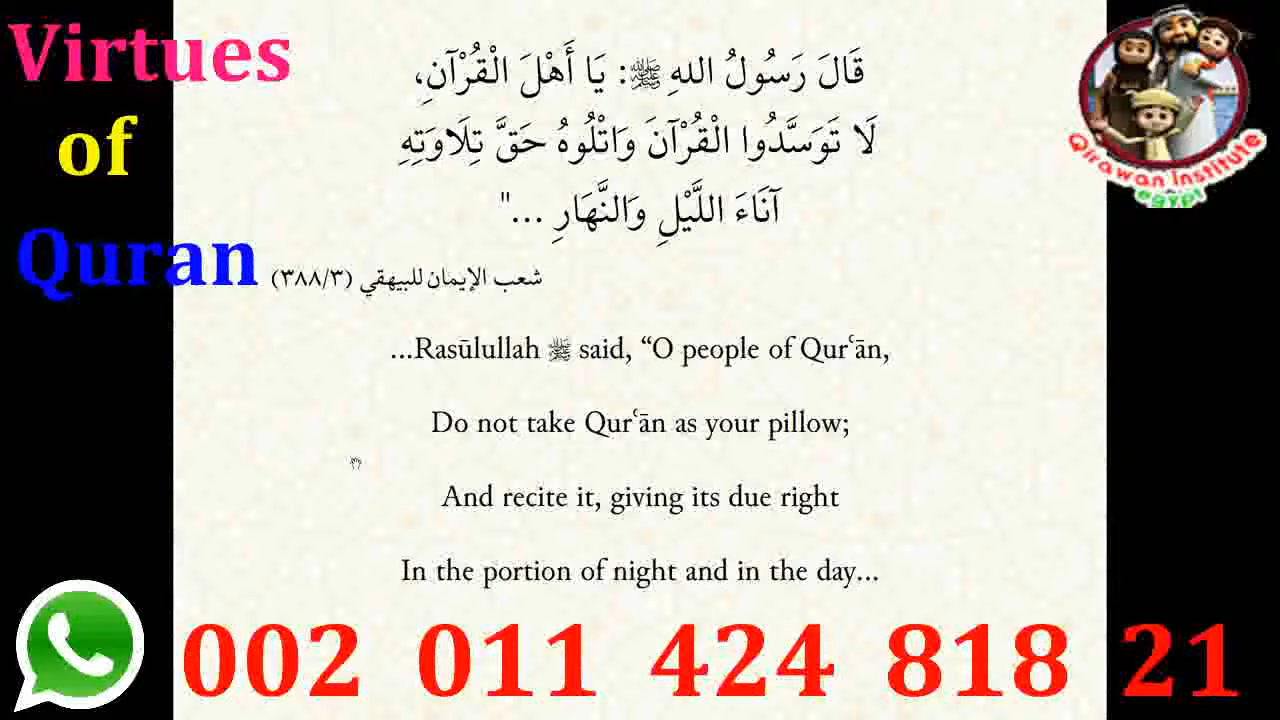 Virtues
of
Quran
قَالَ رَسُولُ اللهِ ﷺ: يَا أَهْلَ الْقُرْآنِ،
لَا تَوَسَّدُوا الْقُرْآنَ وَاتْلُوهُ حَقَّ تِلَاوَتِهِ
آنَاءَ اللَّيْلِ وَالنَّهَارِ ..."
شعب الإيمان للبيهقي (٣٨٨/٣)
...Rasūlullah ﷺ said, “O people of Qurʿān,
Do not take Qurʿān as your pillow;
And recite it, giving its due right
In the portion of night and in the day...
Qirawan Institute
egypt
002 011 424 818 21